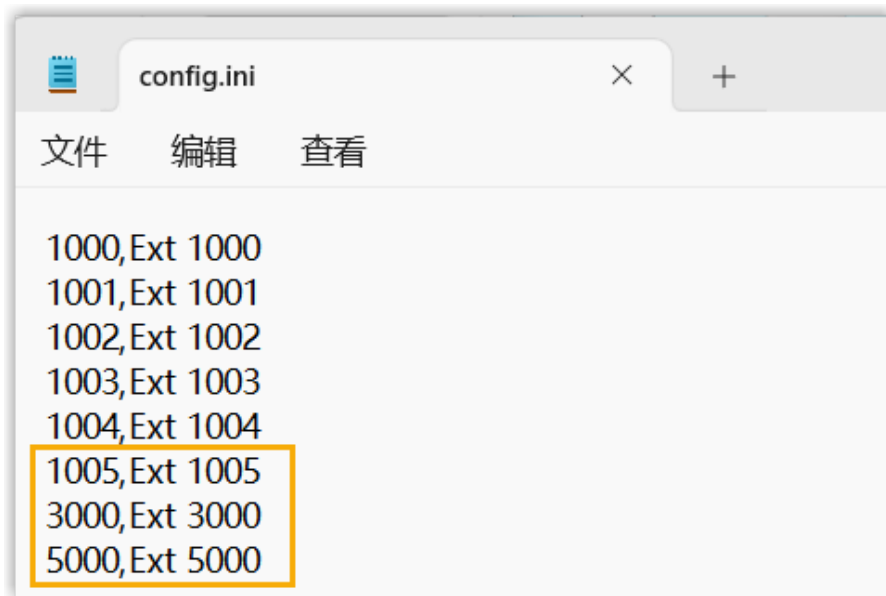 config.ini
文件 编辑 查看
1000,Ext 1000
1001,Ext 1001
1002,Ext 1002
1003,Ext 1003
1004,Ext 1004
1005,Ext 1005
3000,Ext 3000
5000,Ext 5000